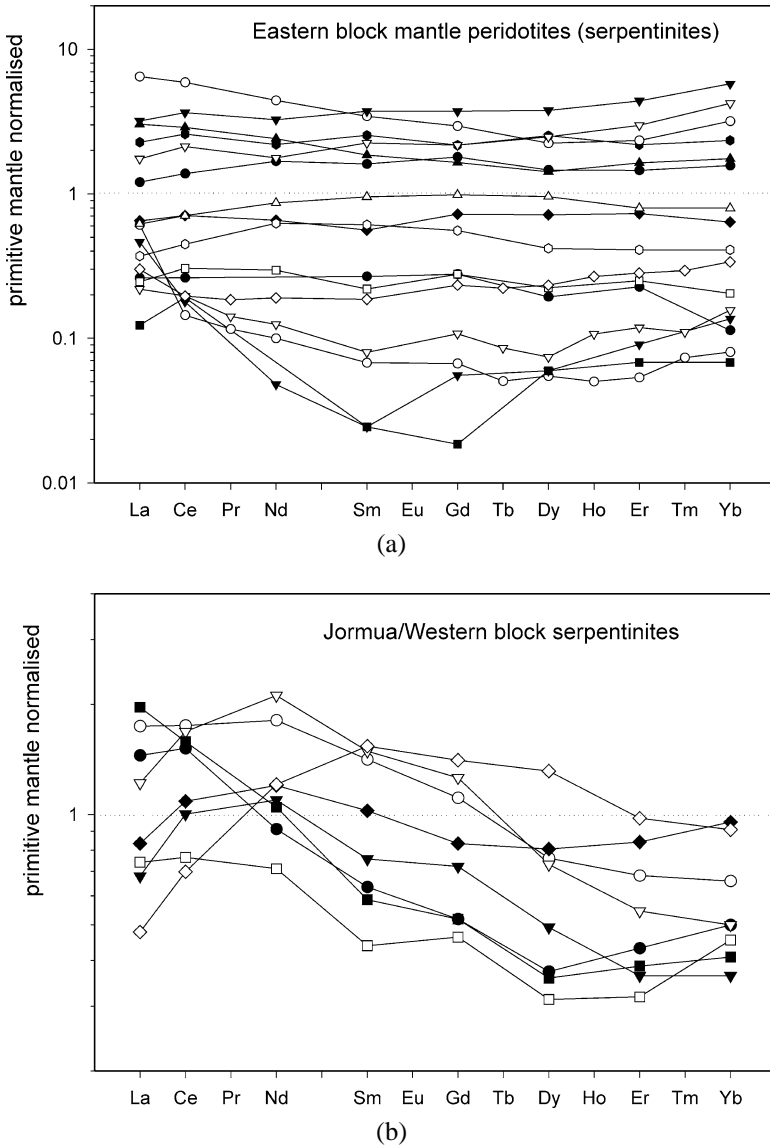 Eastern block mantle peridotites (serpentinites)
primitive mantle normalised
10
1
0.1
0.01
La Ce Pr Nd Sm Eu Gd Tb Dy Ho Er Tm Yb
(a)
Jormua/Western block serpentinites
primitive mantle normalised
1
La Ce Pr Nd Sm Eu Gd Tb Dy Ho Er Tm Yb
(b)